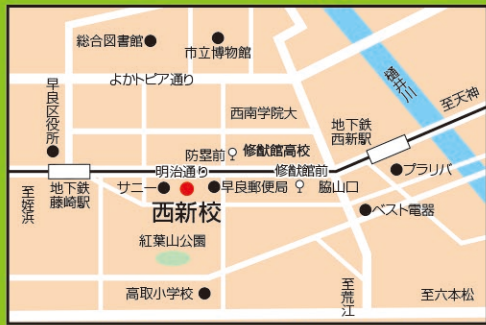 総合図書館
市立博物館
よかトピア通り
樋井川
早良区役所
西南学院大
至天神
地下鉄
西新駅
防塁前
修猷館高校
明治通り
修猷館前
プラリバ
至姪浜
地下鉄
藤崎駅
サニー
早良郵便局
脇山口
西新校
ベスト電器
紅葉山公園
高取小学校
至荒江
至六本松